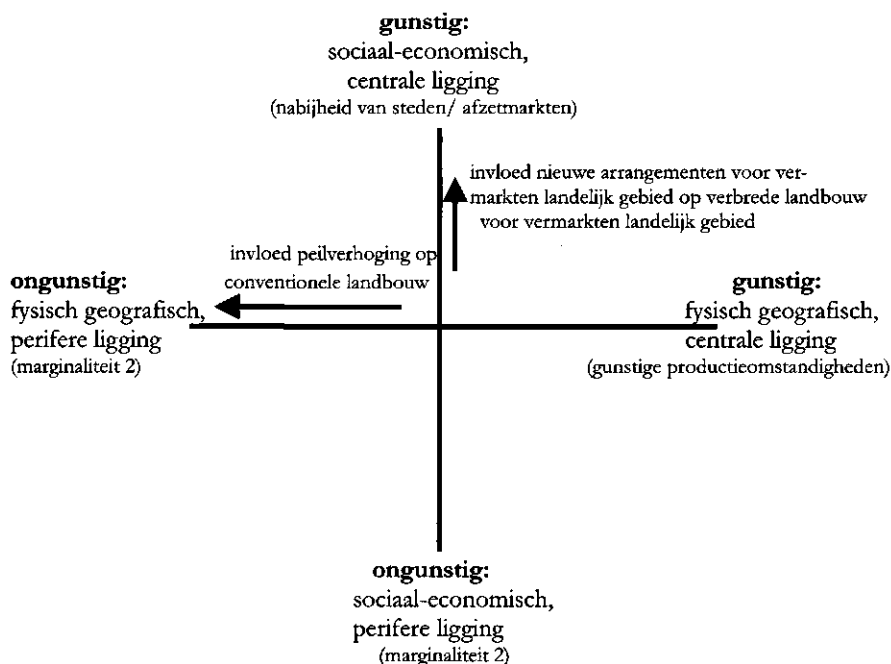 gunstig:
sociaal-economisch,
centrale ligging
(nabijheid van steden/ afzetmarkten)
invloed nieuwe arrangementen voor ver-
markten landelijk gebied op verbrede landbouw
voor vermarkten landelijk gebied
invloed peilverhoging op
conventionele landbouw
ongunstig:
fysisch geografisch,
perifere ligging
(marginaliteit 2)
gunstig:
fysisch geografisch,
centrale ligging
(gunstige productieomstandigheden)
ongunstig:
sociaal-economisch,
perifere ligging
(marginaliteit 2)